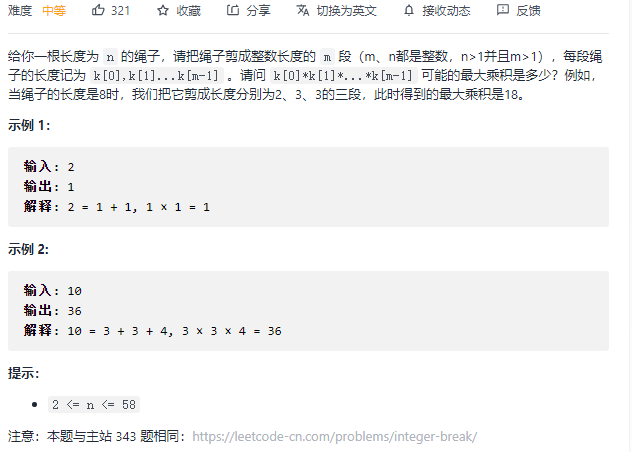 难度 中等 321 收藏 分享 切换为英文 接收动态 反馈
给你一根长度为 n 的绳子，请把绳子剪成整数长度的 m 段（m、n都是整数，n>1并且m>1），每段绳
子的长度记为 k[0],k[1]...k[m-1] 。请问 k[0]*k[1]*...*k[m-1] 可能的最大乘积是多少？例如，
当绳子的长度是8时，我们把它剪成长度分别为2、3、3的三段，此时得到的最大乘积是18。
示例 1：
输入: 2
输出: 1
解释: 2 = 1 + 1, 1 × 1 = 1
示例 2:
输入: 10
输出: 36
解释: 10 = 3 + 3 + 4, 3 × 3 × 4 = 36
提示：
• 2 <= n <= 58
注意：本题与主站 343 题相同：https://leetcode-cn.com/problems/integer-break/